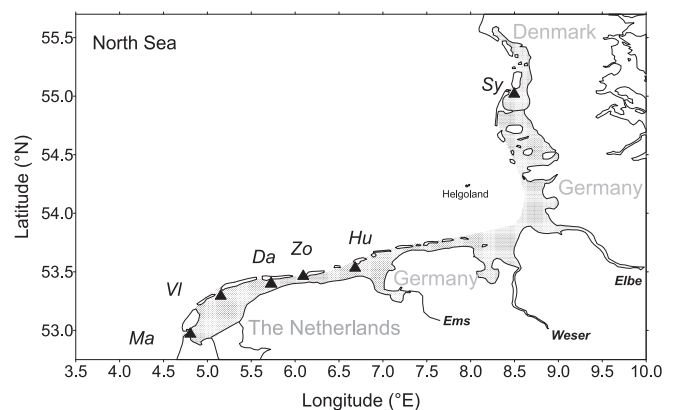 North Sea
Denmark
Sy
Helgoland
Germany
Hu
Zo
Da
Vl
Germany
Elbe
Ma
The Netherlands
Ems
Weser
55.5
55.0
54.5
54.0
53.5
53.0
Latitude (°N)
3.5 4.0 4.5 5.0 5.5 6.0 6.5 7.0 7.5 8.0 8.5 9.0 9.5 10.0
Longitude (°E)